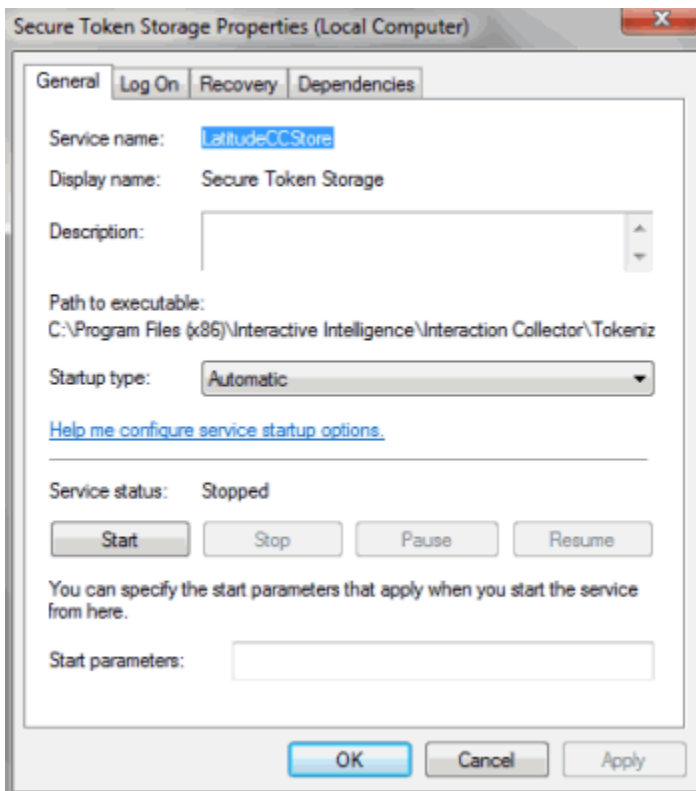 Secure Token Storage Properties (Local Computer)
General Log On Recovery Dependencies
Service name: LatitudeCCStore
Display name: Secure Token Storage
Description:
Path to executable:
C:\Program Files (x86)\Interactive Intelligence\Interaction Collector\Tokeniz
Startup type: Automatic
Help me configure service startup options.
Service status: Stopped
Start Stop Pause Resume
You can specify the start parameters that apply when you start the service
from here.
Start parameters:
OK Cancel Apply